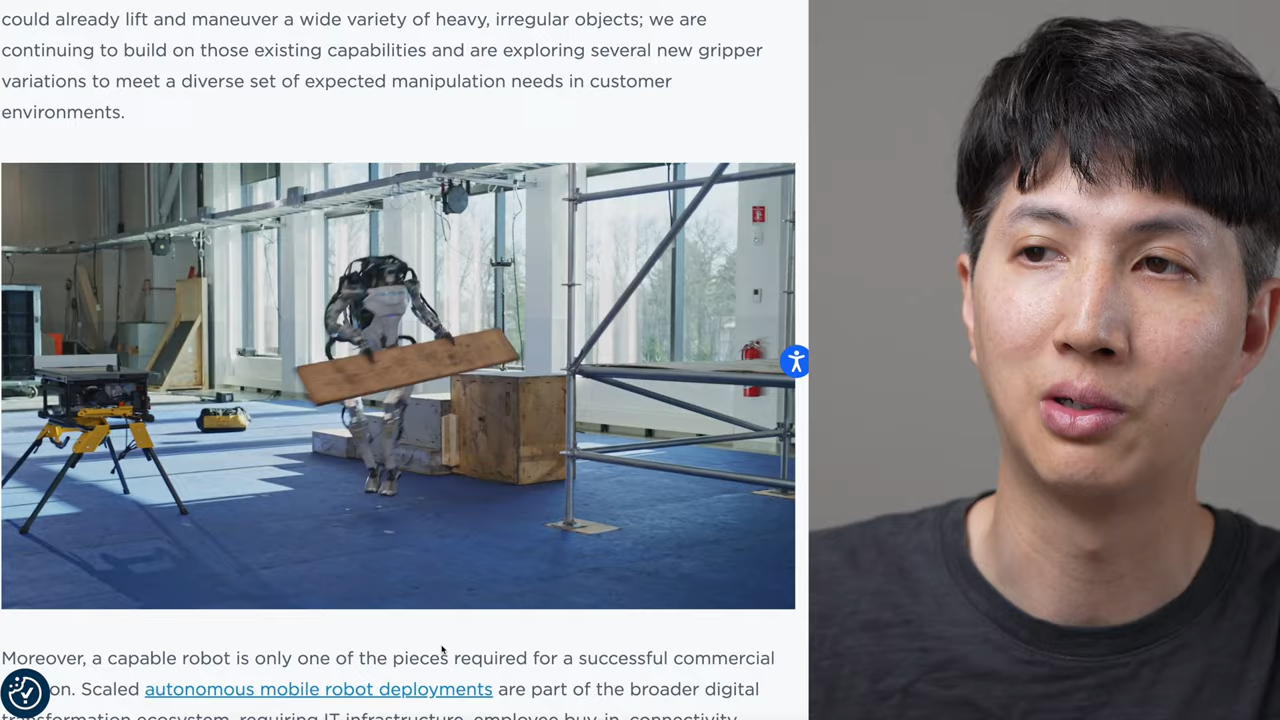 could already lift and maneuver a wide variety of heavy, irregular objects; we are
continuing to build on those existing capabilities and are exploring several new gripper
variations to meet a diverse set of expected manipulation needs in customer
environments.
Moreover, a capable robot is only one of the pieces required for a successful commercial
on. Scaled autonomous mobile robot deployments are part of the broader digital
transformation ecosystem, requiring IT infrastructure, employee buy-in, connectivity,